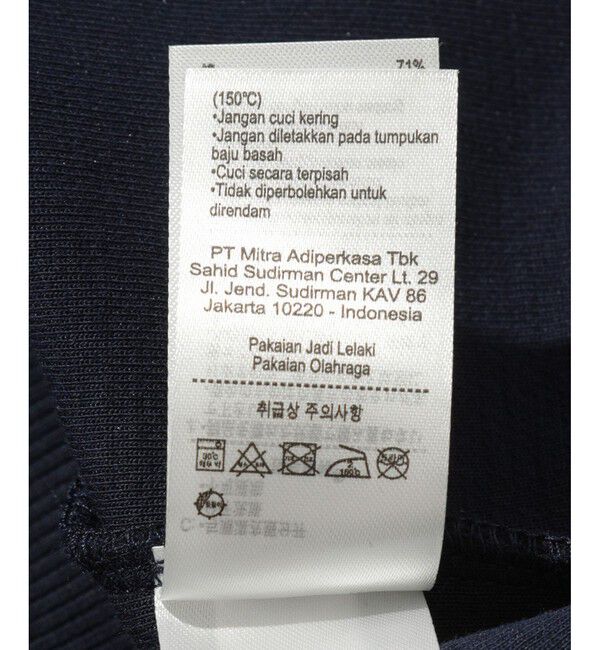 71%
(150℃)
•Jangan cuci kering
•Jangan diletakkan pada tumpukan
baju basah
•Cuci secara terpisah
•Tidak diperbolehkan untuk
direndam
PT Mitra Adiperkasa Tbk
Sahid Sudirman Center Lt. 29
Jl. Jend. Sudirman KAV 86
Jakarta 10220 - Indonesia
Pakaian Jadi Lelaki
Pakaian Olahraga
취급상 주의사항
30℃